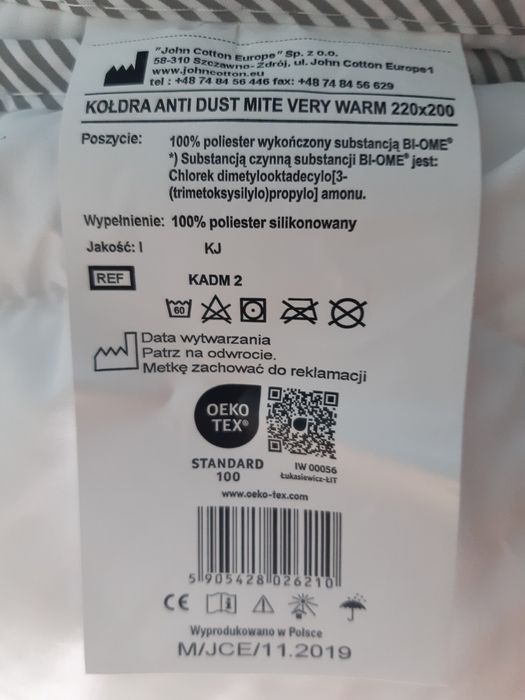 "John Cotton Europe" Sp. z o.o.
58-310 Szczawno-Zdrój, ul. John Cotton Europe1
www.johncotton.eu
tel : +48 74 84 56 446 fax: +48 74 84 56 629
KOŁDRA ANTI DUST MITE VERY WARM 220x200
Poszycie: 100% poliester wykończony substancją BI-OME®
*) Substancją czynną substancji BI-OME® jest:
Chlorek dimetylooktadecylo[3-
(trimetoksysilylo)propylo] amonu.
Wypełnienie: 100% poliester silikonowany
Jakość: I KJ
REF KADM 2
60
Data wytwarzania
Patrz na odwrocie.
Metkę zachować do reklamacji
OEKO
TEX®
STANDARD
100
IW 00056
Łukasiewicz-ŁIT
www.oeko-tex.com
5 905428 026210
CE
Wyprodukowano w Polsce
M/JCE/11.2019